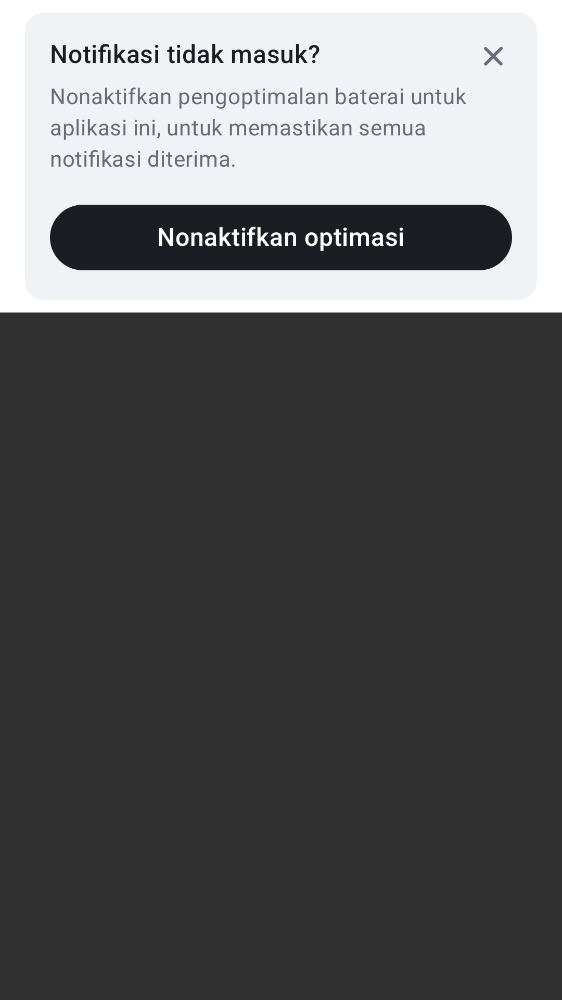 Notifikasi tidak masuk?
Nonaktifkan pengoptimalan baterai untuk
aplikasi ini, untuk memastikan semua
notifikasi diterima.
Nonaktifkan optimasi